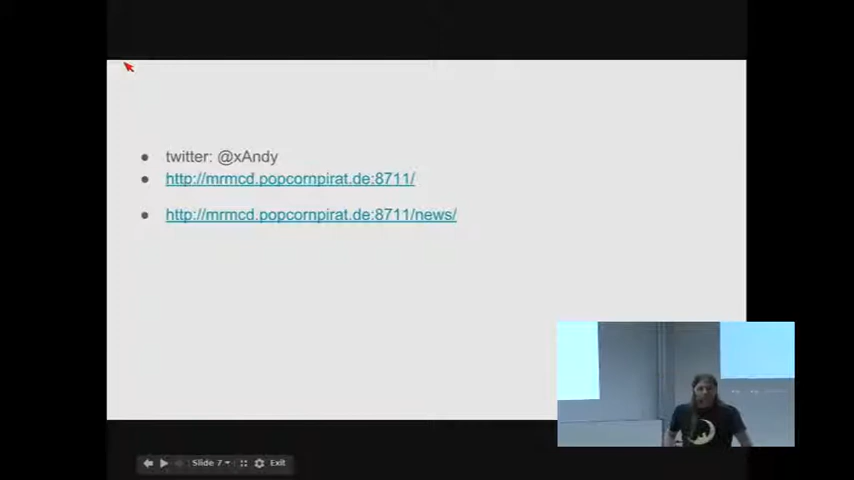 twitter: @xAndy
http://mrmcd.popcornpirat.de:8711/
http://mrmcd.popcornpirat.de:8711/news/
Slide 7
Exit